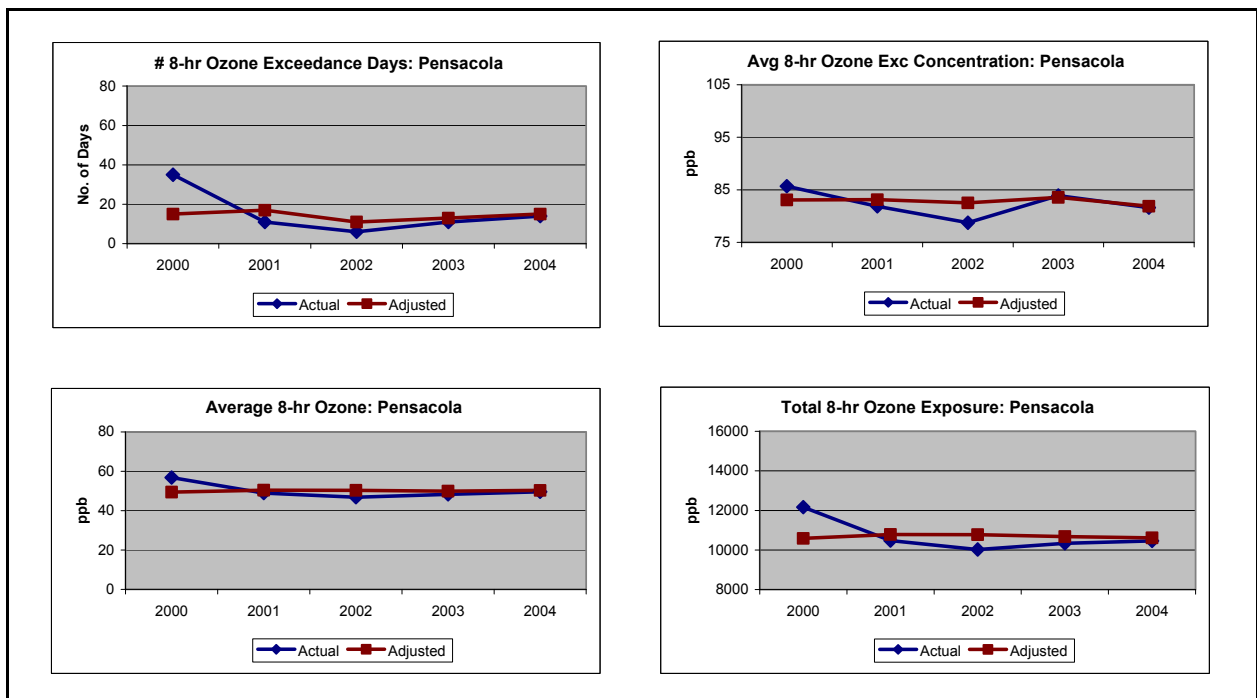 # 8-hr Ozone Exceedance Days: Pensacola
80
60
40
20
0
No. of Days
2000 2001 2002 2003 2004
Actual Adjusted
Avg 8-hr Ozone Exc Concentration: Pensacola
105
95
85
75
ppb
2000 2001 2002 2003 2004
Actual Adjusted
Average 8-hr Ozone: Pensacola
80
60
40
20
0
ppb
2000 2001 2002 2003 2004
Actual Adjusted
Total 8-hr Ozone Exposure: Pensacola
16000
14000
12000
10000
8000
ppb
2000 2001 2002 2003 2004
Actual Adjusted